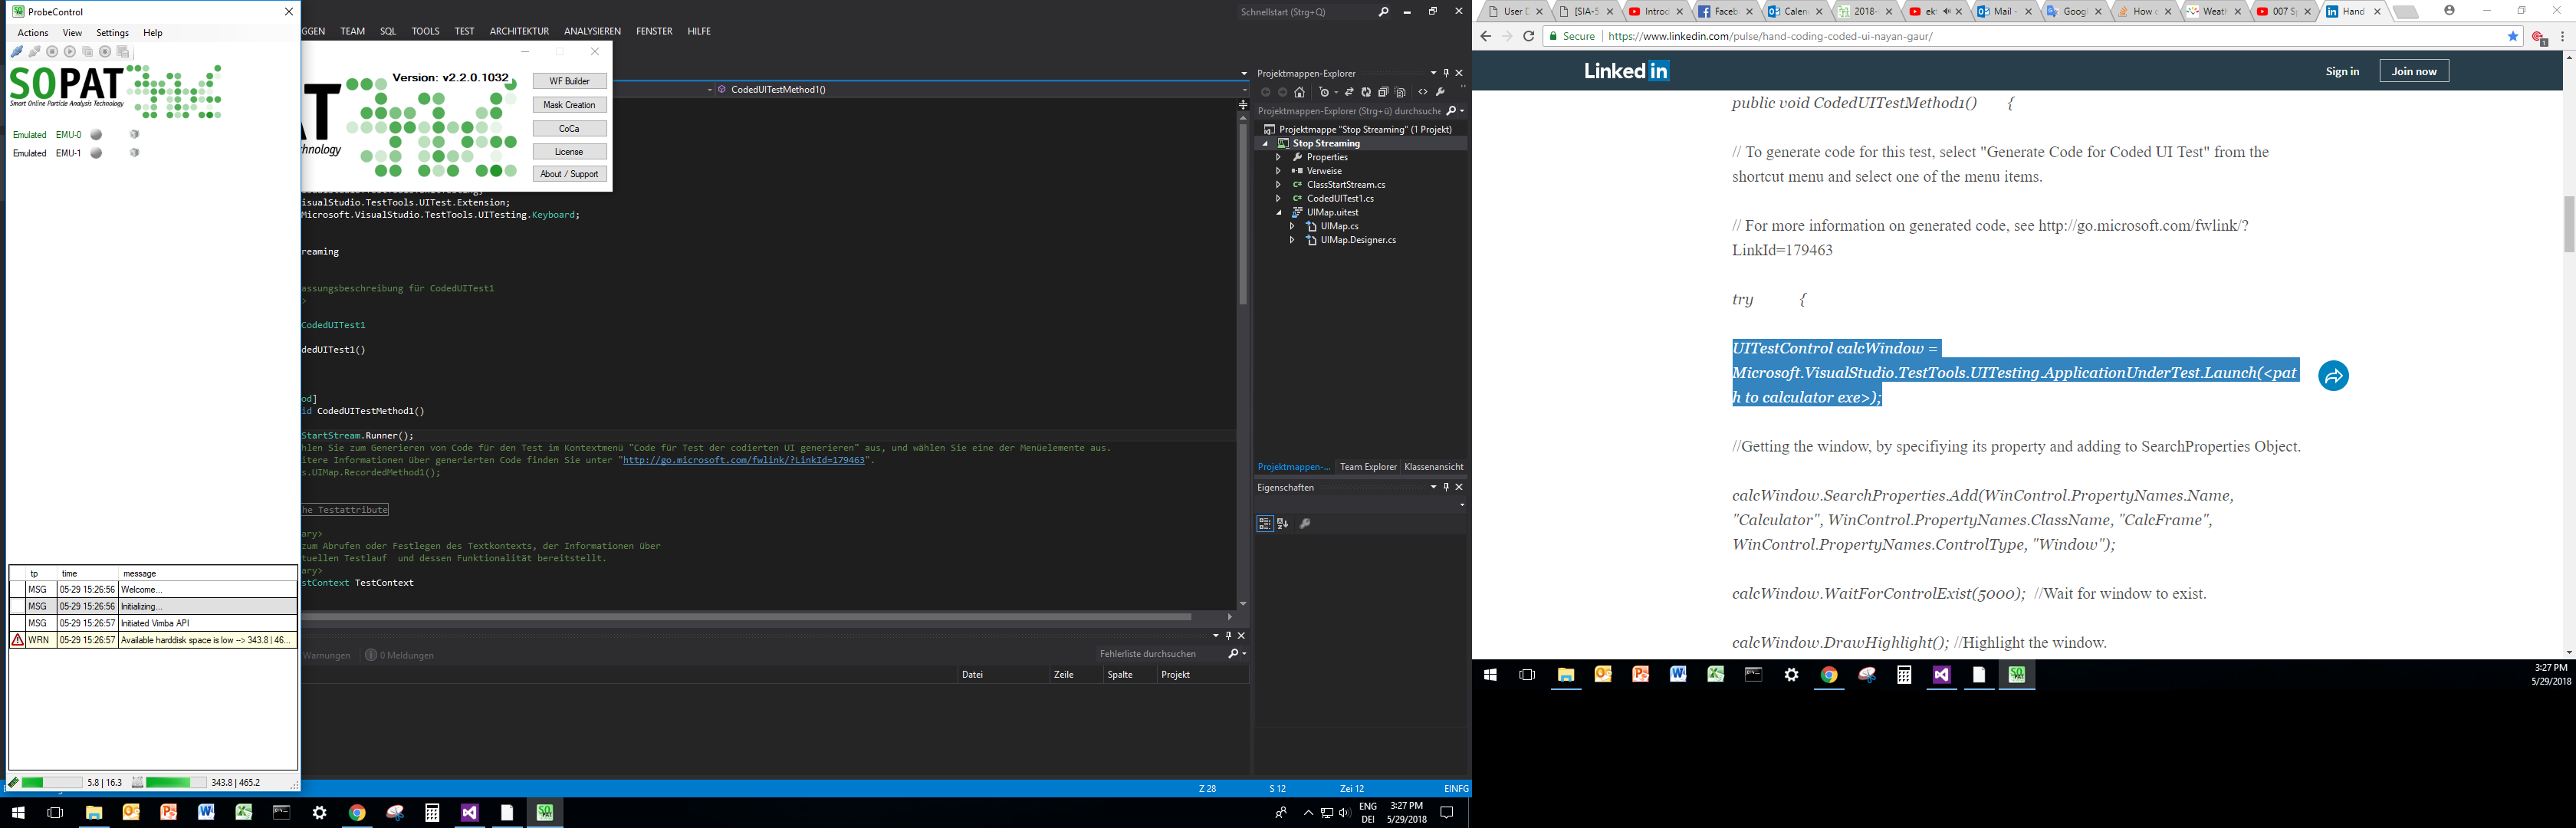 ProbeControl
Actions View Settings Help
SOPAT
Smart Online Particle Analysis Technology
Emulated EMU-0
Emulated EMU-1
tp time message
MSG 05-29 15:26:56 Welcome...
MSG 05-29 15:26:56 Initializing...
MSG 05-29 15:26:57 Initiated Vimba API
WRN 05-29 15:26:57 Available harddisk space is low --> 343.8 | 46...
5.8 | 16.3 343.8 | 465.2
Schnellstart (Strg+Q)
GGEN TEAM SQL TOOLS TEST ARCHITEKTUR ANALYSIEREN FENSTER HILFE
Version: v2.2.0.1032
AT
hnology
WF Builder
Mask Creation
CoCa
License
About / Support
CodedUITestMethod1()
isualStudio.TestTools.UITest.Extension;
Microsoft.VisualStudio.TestTools.UITesting.Keyboard;
reaming
assungsbeschreibung für CodedUITest1
>
CodedUITest1
dedUITest1()
od]
id CodedUITestMethod1()
StartStream.Runner();
hlen Sie zum Generieren von Code für den Test im Kontextmenü "Code für Test der codierten UI generieren" aus, und wählen Sie eine der Menüelemente aus.
itere Informationen über generierten Code finden Sie unter "http://go.microsoft.com/fwlink/?LinkId=179463".
s.UIMap.RecordedMethod1();
he Testattribute
ary>
zum Abrufen oder Festlegen des Textkontexts, der Informationen über
tuellen Testlauf  und dessen Funktionalität bereitstellt.
ary>
stContext TestContext
Warnungen 0 Meldungen
Fehlerliste durchsuchen
Datei Zeile Spalte Projekt
Projektmappen-Explorer
Projektmappen-Explorer (Strg+ü) durchsuche
Projektmappe "Stop Streaming" (1 Projekt)
Stop Streaming
Properties
Verweise
ClassStartStream.cs
CodedUITest1.cs
UIMap.uitest
UIMap.cs
UIMap.Designer.cs
Projektmappen-... Team Explorer Klassenansicht
Eigenschaften
Z 28 S 12 Zei 12 EINFG
ENG
DEI
3:27 PM
5/29/2018
User D [SIA-5 Introd Faceb Calen 2018- ekt Mail - Googl How c Weath 007 Sp Hand
Secure https://www.linkedin.com/pulse/hand-coding-coded-ui-nayan-gaur/
Linked in
Sign in Join now
public void CodedUITestMethod1() {
// To generate code for this test, select "Generate Code for Coded UI Test" from the
shortcut menu and select one of the menu items.
// For more information on generated code, see http://go.microsoft.com/fwlink/?
LinkId=179463
try {
UITestControl calcWindow =
Microsoft.VisualStudio.TestTools.UITesting.ApplicationUnderTest.Launch(<pat
h to calculator exe>);
//Getting the window, by specifiying its property and adding to SearchProperties Object.
calcWindow.SearchProperties.Add(WinControl.PropertyNames.Name,
"Calculator", WinControl.PropertyNames.ClassName, "CalcFrame",
WinControl.PropertyNames.ControlType, "Window");
calcWindow.WaitForControlExist(5000); //Wait for window to exist.
calcWindow.DrawHighlight(); //Highlight the window.
3:27 PM
5/29/2018